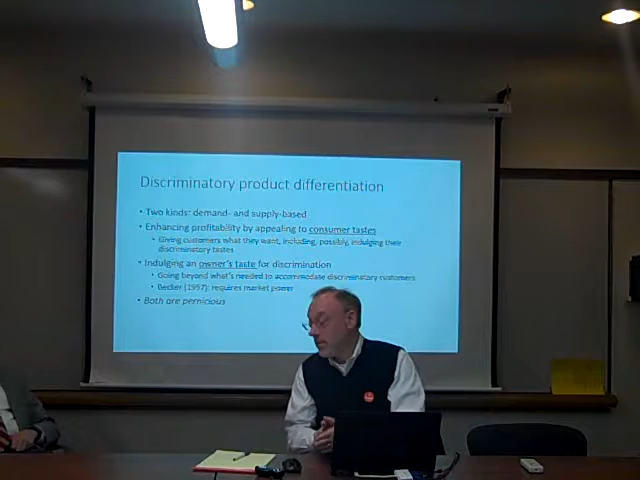 Discriminatory product differentiation
• Two kinds: demand- and supply-based
• Enhancing profitability by appealing to consumer tastes
• Giving customers what they want, including, possibly, indulging their
discriminatory tastes
• Indulging an owner's taste for discrimination
• Going beyond what's needed to accommodate discriminatory customers
• Becker (1957): requires market power
• Both are pernicious